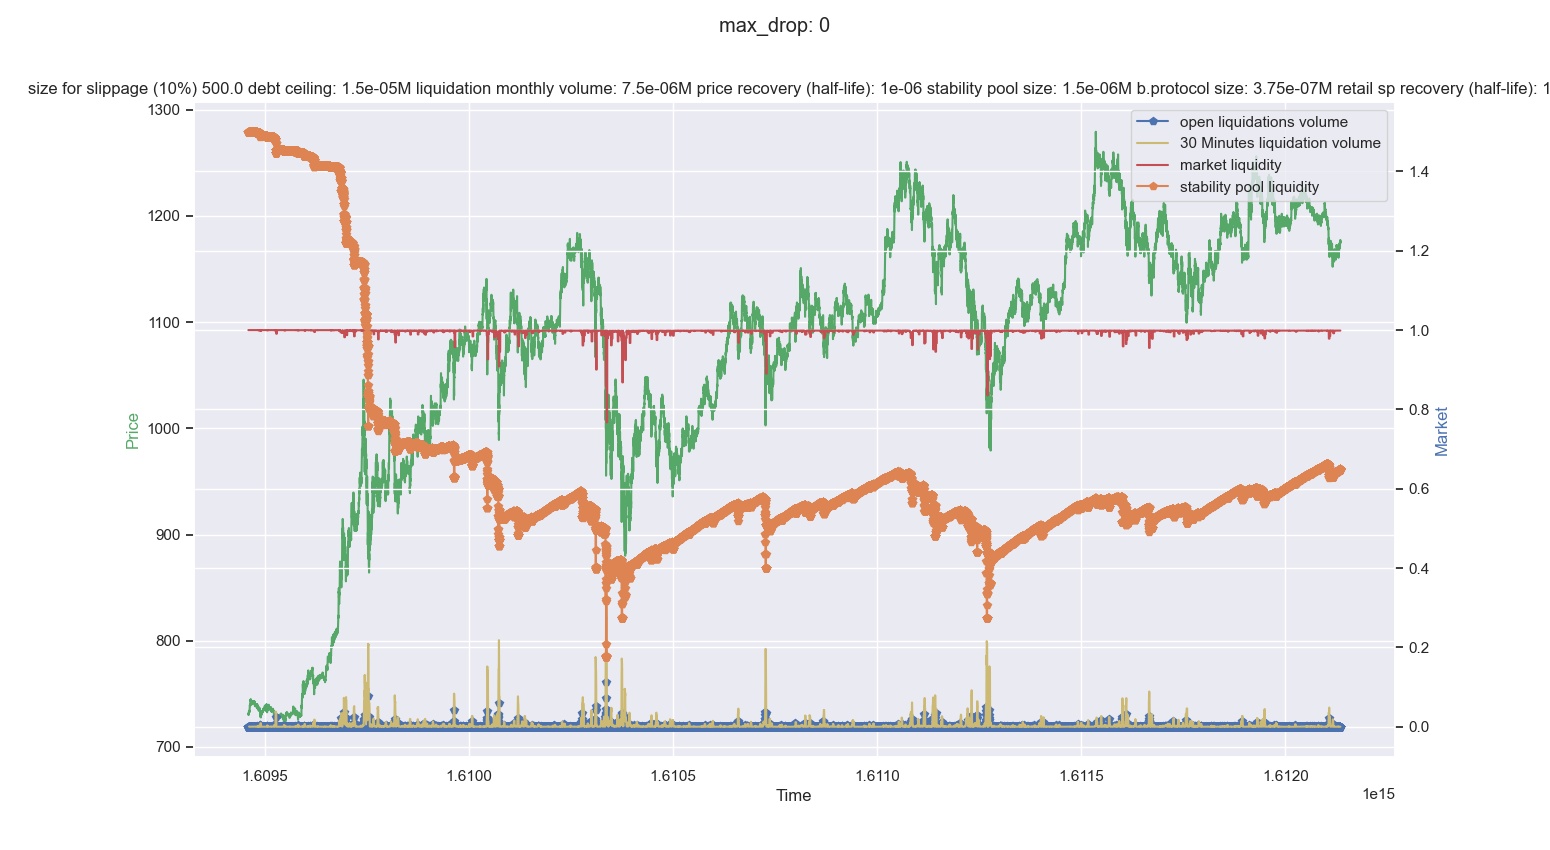 max_drop: 0
size for slippage (10%) 500.0 debt ceiling: 1.5e-05M liquidation monthly volume: 7.5e-06M price recovery (half-life): 1e-06 stability pool size: 1.5e-06M b.protocol size: 3.75e-07M retail sp recovery (half-life): 1
open liquidations volume
30 Minutes liquidation volume
market liquidity
stability pool liquidity
1300
1200
1100
1000
900
800
700
Price
1.4
1.2
1.0
0.8
0.6
0.4
0.2
0.0
Market
1.6095 1.6100 1.6105 1.6110 1.6115 1.6120
1e15
Time